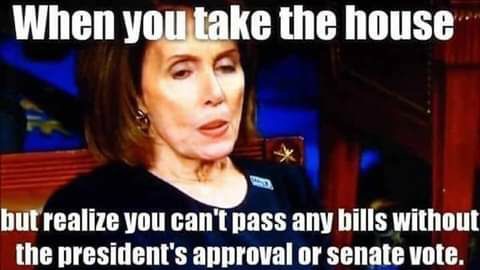 When you take the house
but realize you can't pass any bills without
the president's approval or senate vote.